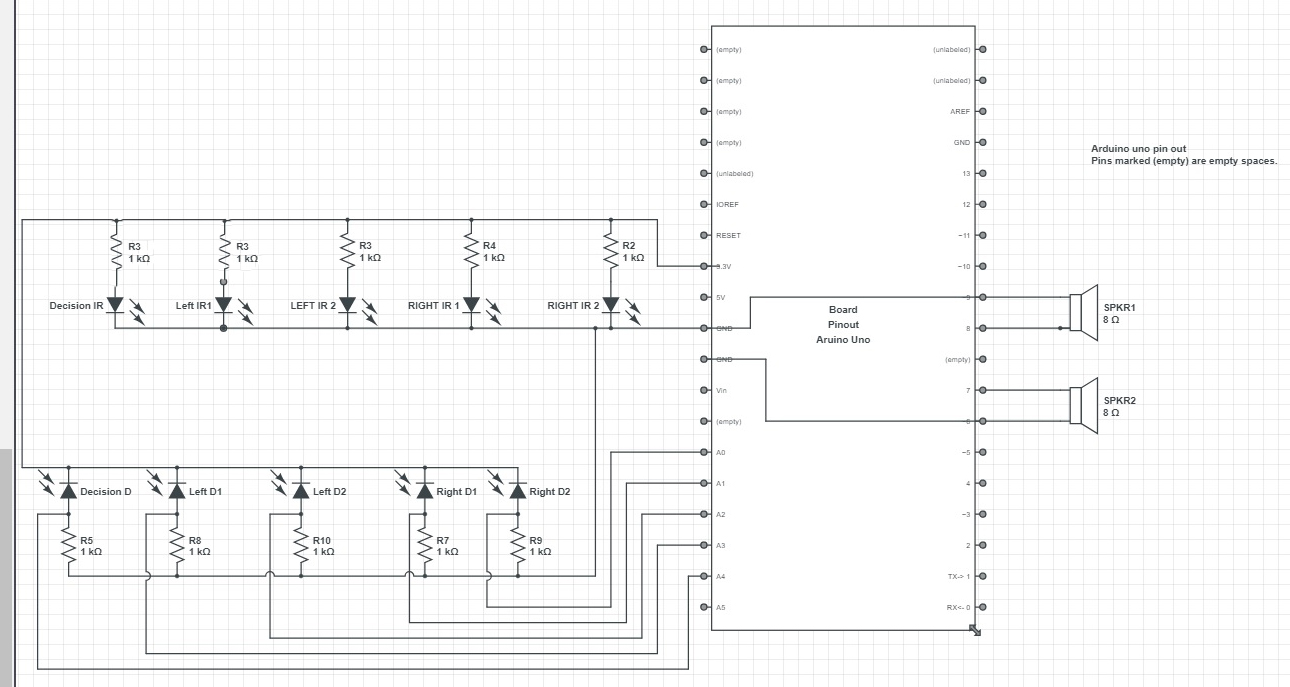 (empty)
(unlabeled)
(empty)
(unlabeled)
(empty)
AREF
(empty)
GND
Arduino uno pin out
Pins marked (empty) are empty spaces.
(unlabeled)
13
IOREF
12
RESET
~11
R3
1 kΩ
R3
1 kΩ
R3
1 kΩ
R4
1 kΩ
R2
1 kΩ
3.3V
~10
Decision IR
Left IR1
LEFT IR 2
RIGHT IR 1
RIGHT IR 2
5V
~9
Board
Pinout
Aruino Uno
SPKR1
8 Ω
GND
8
GND
(empty)
Vin
7
SPKR2
8 Ω
(empty)
~6
A0
~5
Decision D
Left D1
Left D2
Right D1
Right D2
A1
4
A2
~3
R5
1 kΩ
R8
1 kΩ
R10
1 kΩ
R7
1 kΩ
R9
1 kΩ
A3
2
A4
TX-> 1
A5
RX<- 0